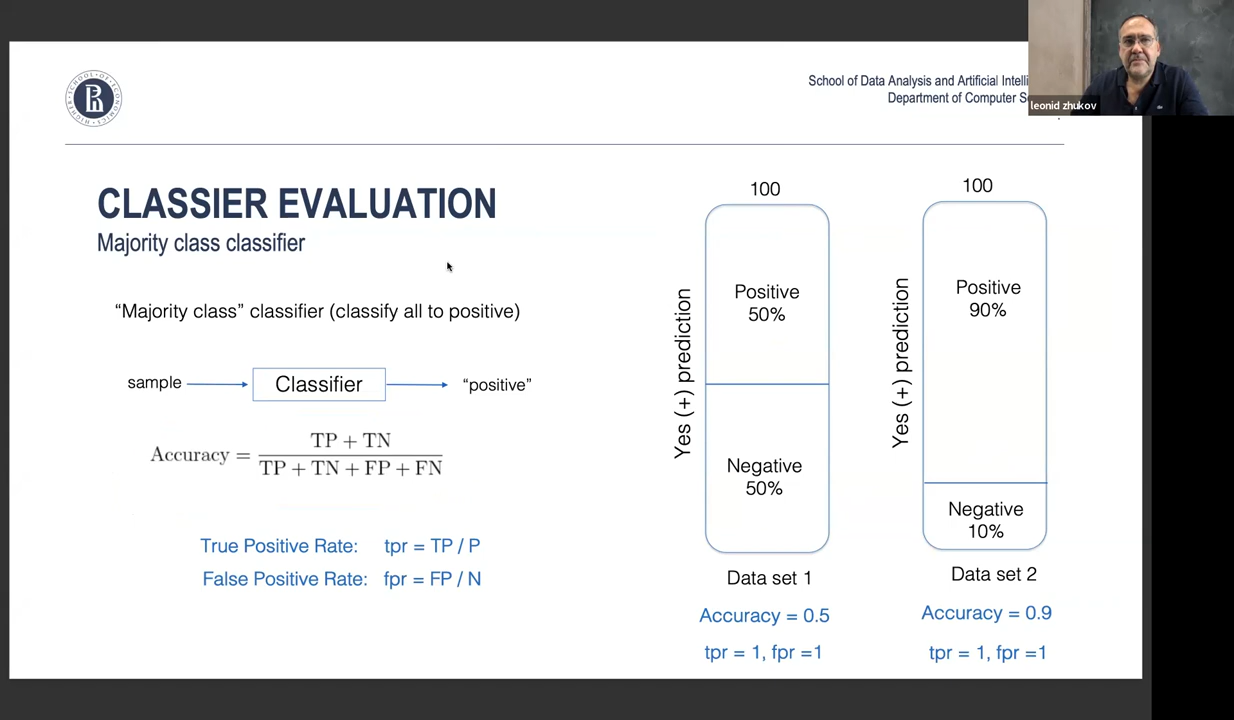 School of Data Analysis and Artificial Intelli
Department of Computer S
leonid zhukov
HIGHER SCHOOL OF ECONOMICS
CLASSIER EVALUATION
Majority class classifier
“Majority class” classifier (classify all to positive)
sample
Classifier
“positive”
Accuracy = TP + TN / TP + TN + FP + FN
True Positive Rate: tpr = TP / P
False Positive Rate: fpr = FP / N
100
Yes (+) prediction
Positive
50%
Negative
50%
Data set 1
Accuracy = 0.5
tpr = 1, fpr =1
100
Yes (+) prediction
Positive
90%
Negative
10%
Data set 2
Accuracy = 0.9
tpr = 1, fpr =1